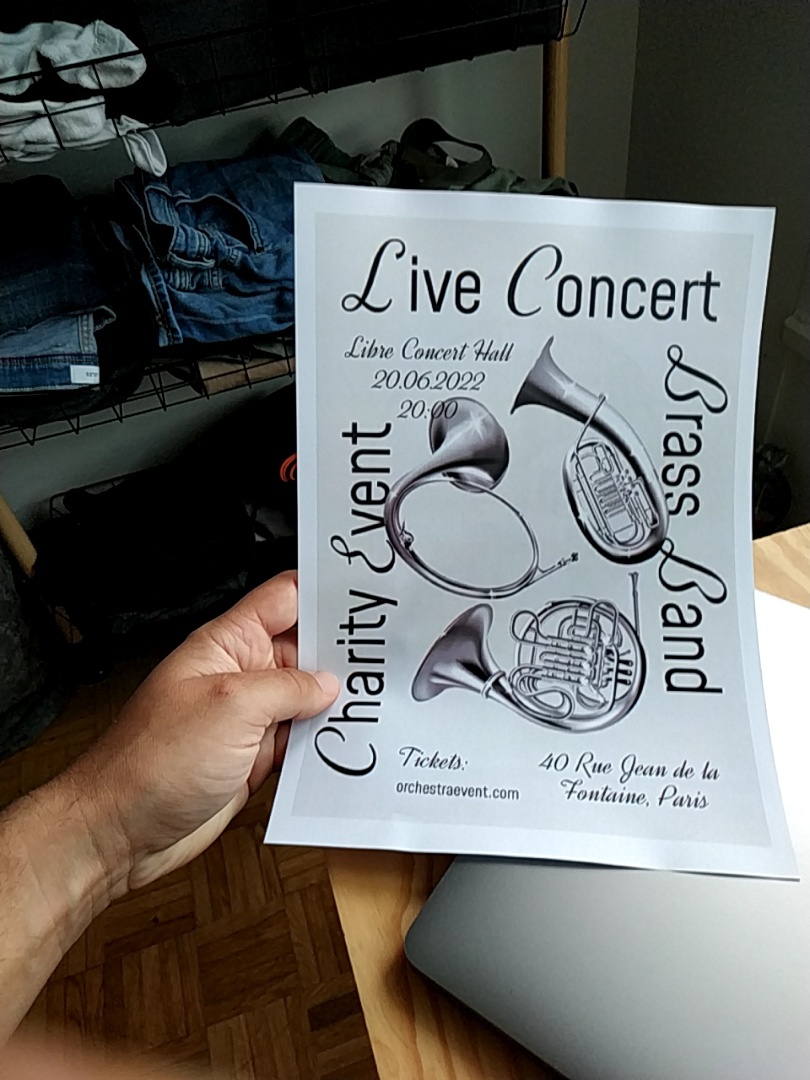 Live Concert
Libre Concert Hall
20.06.2022
20:00
Charity Event
Brass Band
Tickets:
orchestraevent.com
40 Rue Jean de la
Fontaine, Paris